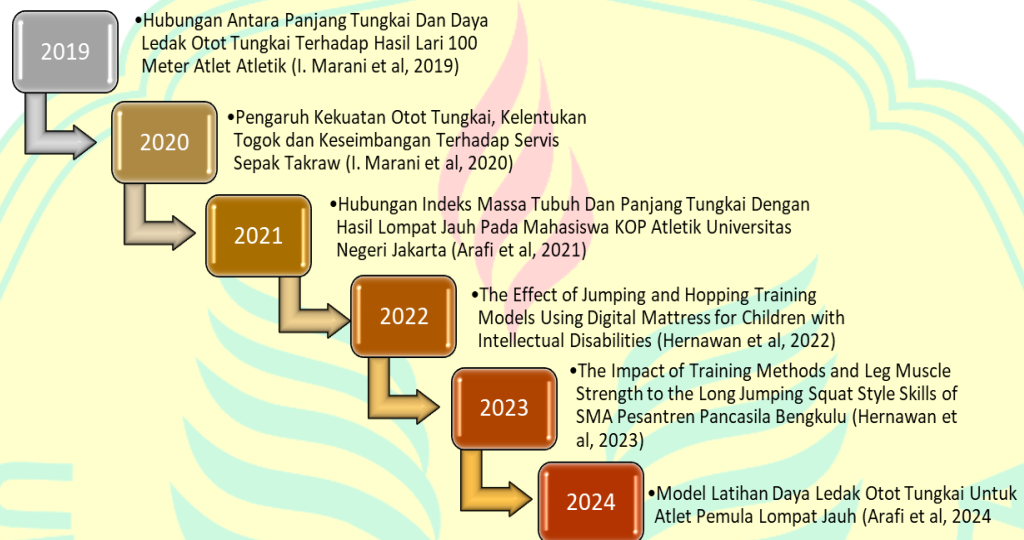 2019
•Hubungan Antara Panjang Tungkai Dan Daya
Ledak Otot Tungkai Terhadap Hasil Lari 100
Meter Atlet Atletik (I. Marani et al, 2019)
2020
•Pengaruh Kekuatan Otot Tungkai, Kelentukan
Togok dan Keseimbangan Terhadap Servis
Sepak Takraw (I. Marani et al, 2020)
2021
•Hubungan Indeks Massa Tubuh Dan Panjang Tungkai Dengan
Hasil Lompat Jauh Pada Mahasiswa KOP Atletik Universitas
Negeri Jakarta (Arafi et al, 2021)
2022
•The Effect of Jumping and Hopping Training
Models Using Digital Mattress for Children with
Intellectual Disabilities (Hernawan et al, 2022)
2023
•The Impact of Training Methods and Leg Muscle
Strength to the Long Jumping Squat Style Skills of
SMA Pesantren Pancasila Bengkulu (Hernawan et
al, 2023)
2024
•Model Latihan Daya Ledak Otot Tungkai Untuk
Atlet Pemula Lompat Jauh (Arafi et al, 2024